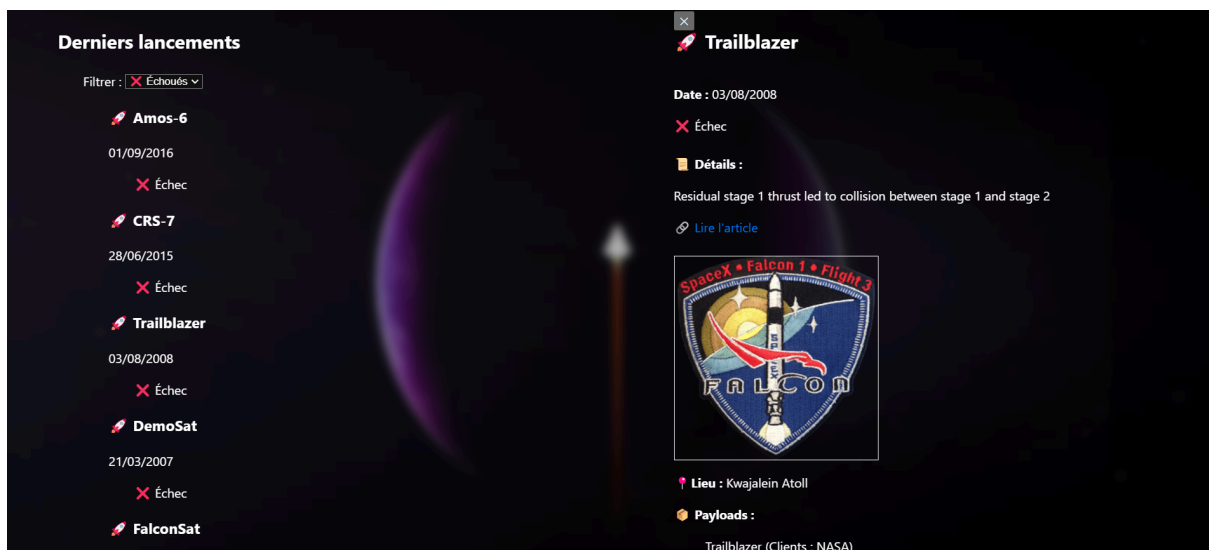 Derniers lancements
Filtrer : ❌ Échoués
🚀 Amos-6
01/09/2016
❌ Échec
🚀 CRS-7
28/06/2015
❌ Échec
🚀 Trailblazer
03/08/2008
❌ Échec
🚀 DemoSat
21/03/2007
❌ Échec
🚀 FalconSat
×
🚀 Trailblazer
Date : 03/08/2008
❌ Échec
📜 Détails :
Residual stage 1 thrust led to collision between stage 1 and stage 2
🔗 Lire l'article
SpaceX • Falcon 1 • Flight 3
SPACEX
FALCON
📍 Lieu : Kwajalein Atoll
📦 Payloads :
Trailblazer (Clients : NASA)